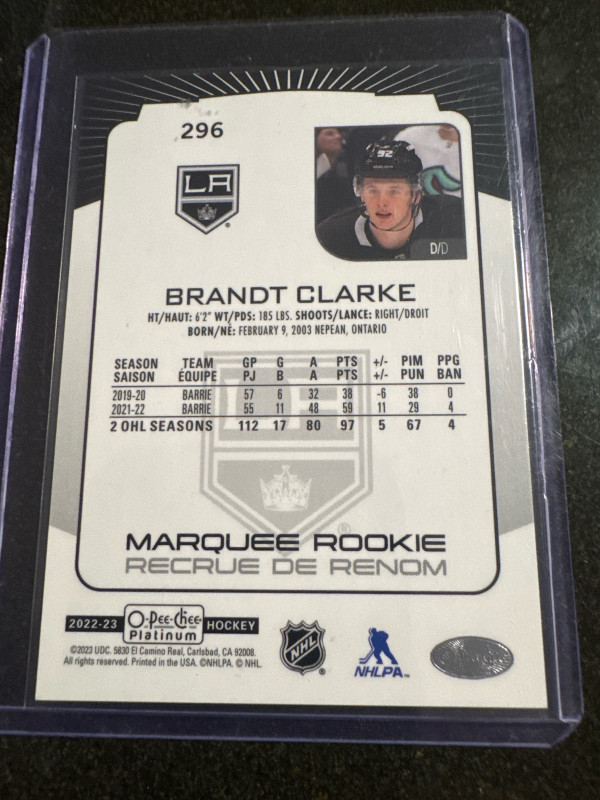 296
LA
92
D/D
BRANDT CLARKE
HT/HAUT: 6'2" WT/PDS: 185 LBS. SHOOTS/LANCE: RIGHT/DROIT
BORN/NÉ: FEBRUARY 9, 2003 NEPEAN, ONTARIO
SEASON TEAM GP G A PTS +/- PIM PPG
SAISON ÉQUIPE PJ B A PTS +/- PUN BAN
2019-20 BARRIE 57 6 32 38 -6 38 0
2021-22 BARRIE 55 11 48 59 11 29 4
2 OHL SEASONS 112 17 80 97 5 67 4
MARQUEE ROOKIE
RECRUE DE RENOM
2022-23 O-Pee-Chee Platinum HOCKEY
©2023 UDC. 5830 El Camino Real, Carlsbad, CA 92008.
All rights reserved. Printed in the USA. ©NHLPA. © NHL.
NHL
NHLPA